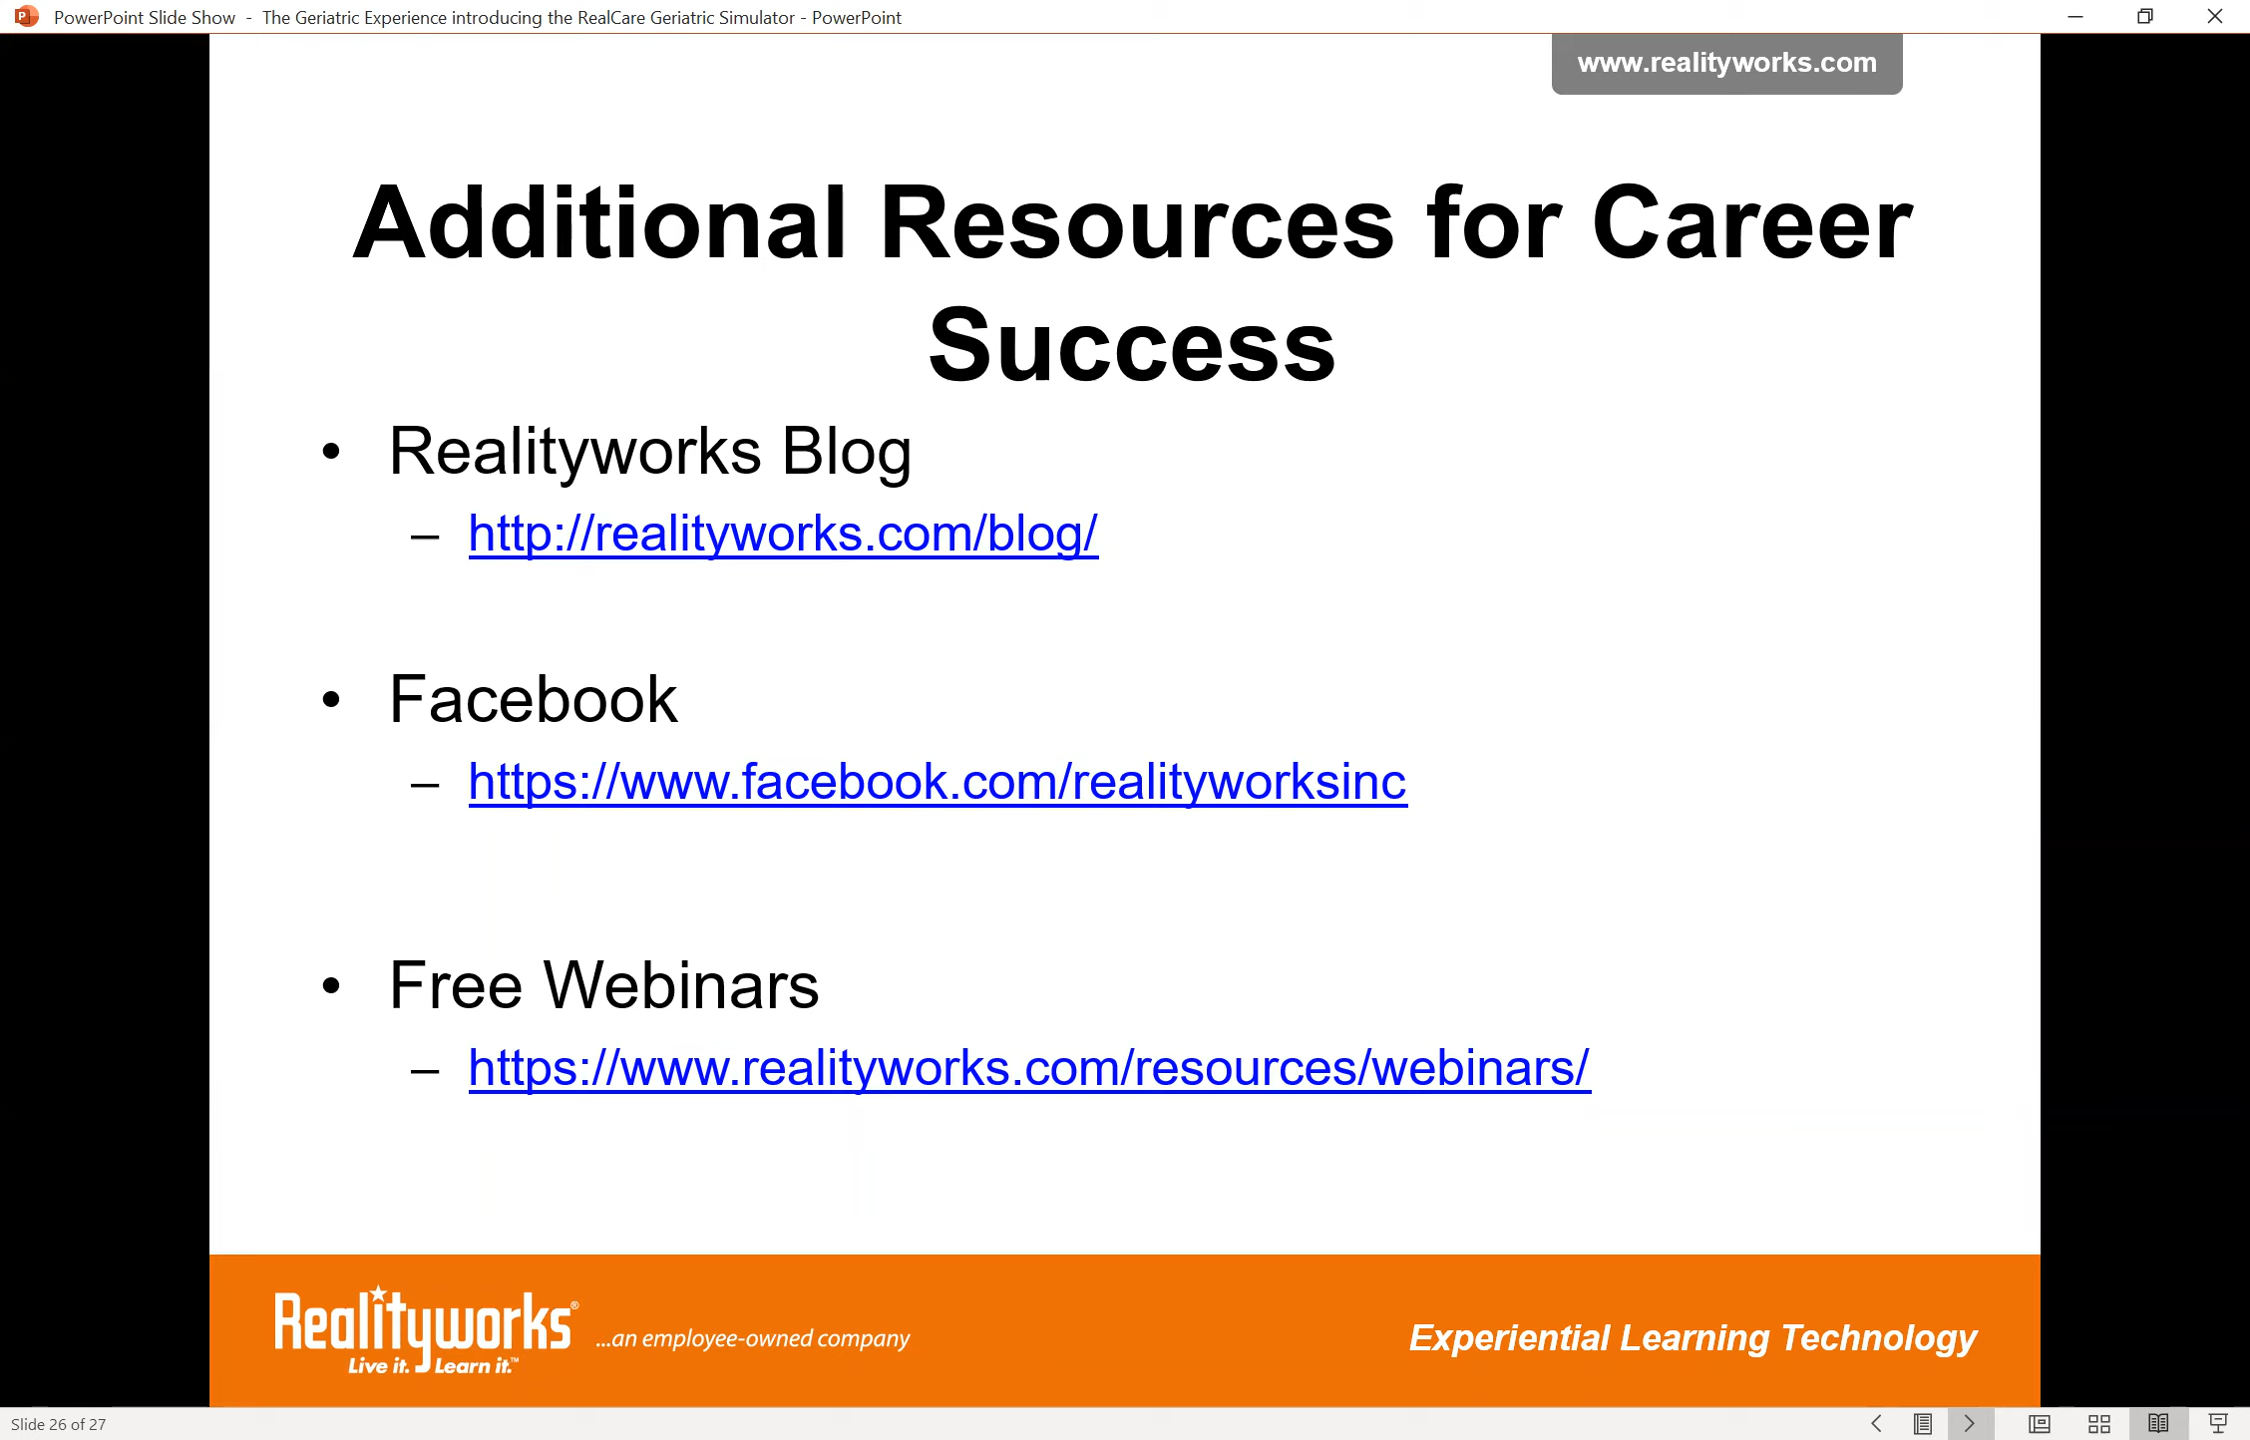 PowerPoint Slide Show - The Geriatric Experience introducing the RealCare Geriatric Simulator - PowerPoint
www.realityworks.com
Additional Resources for Career
Success
• Realityworks Blog
– http://realityworks.com/blog/
• Facebook
– https://www.facebook.com/realityworksinc
• Free Webinars
– https://www.realityworks.com/resources/webinars/
Realityworks® ...an employee-owned company
Live it. Learn it.™
Experiential Learning Technology
Slide 26 of 27